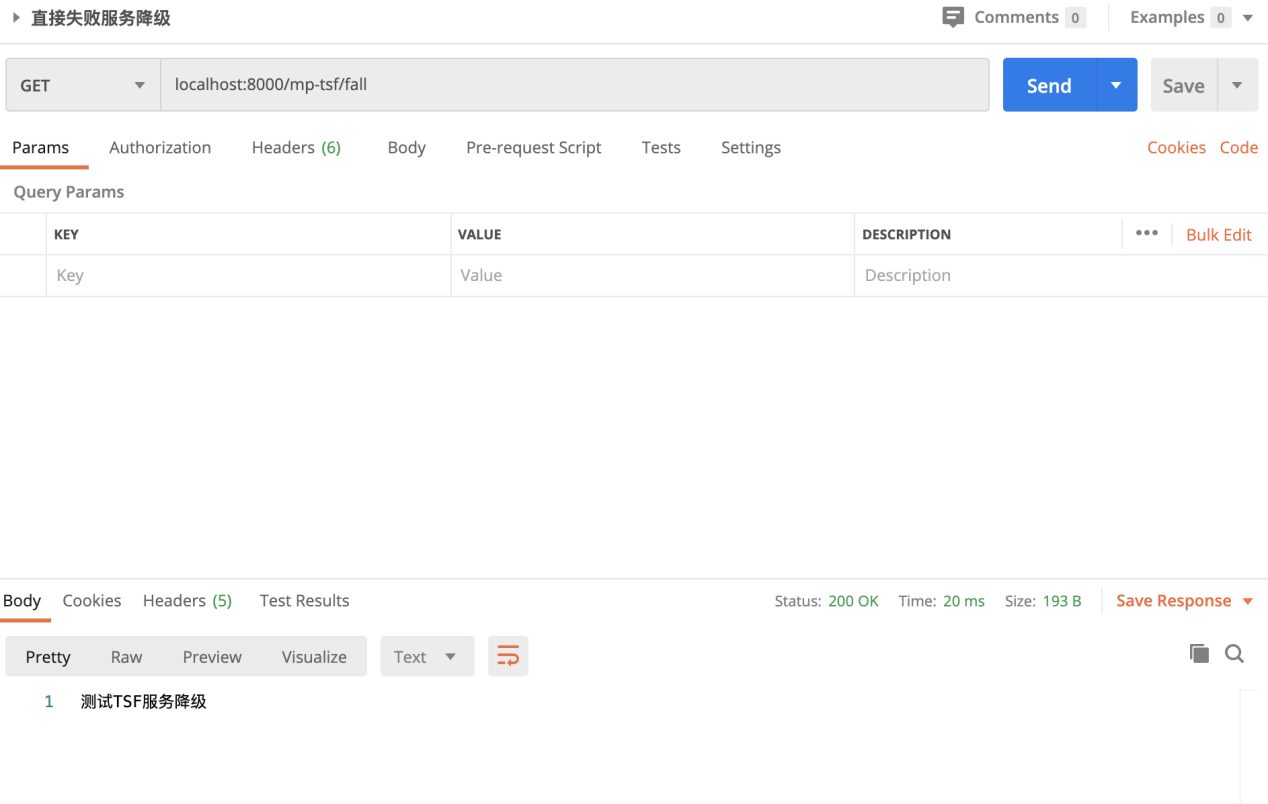 直接失败服务降级 Comments 0 Examples 0
GET localhost:8000/mp-tsf/fall Send Save
Params Authorization Headers (6) Body Pre-request Script Tests Settings Cookies Code
Query Params
KEY VALUE DESCRIPTION ••• Bulk Edit
Key Value Description
Body Cookies Headers (5) Test Results Status: 200 OK Time: 20 ms Size: 193 B Save Response
Pretty Raw Preview Visualize Text
1 测试TSF服务降级